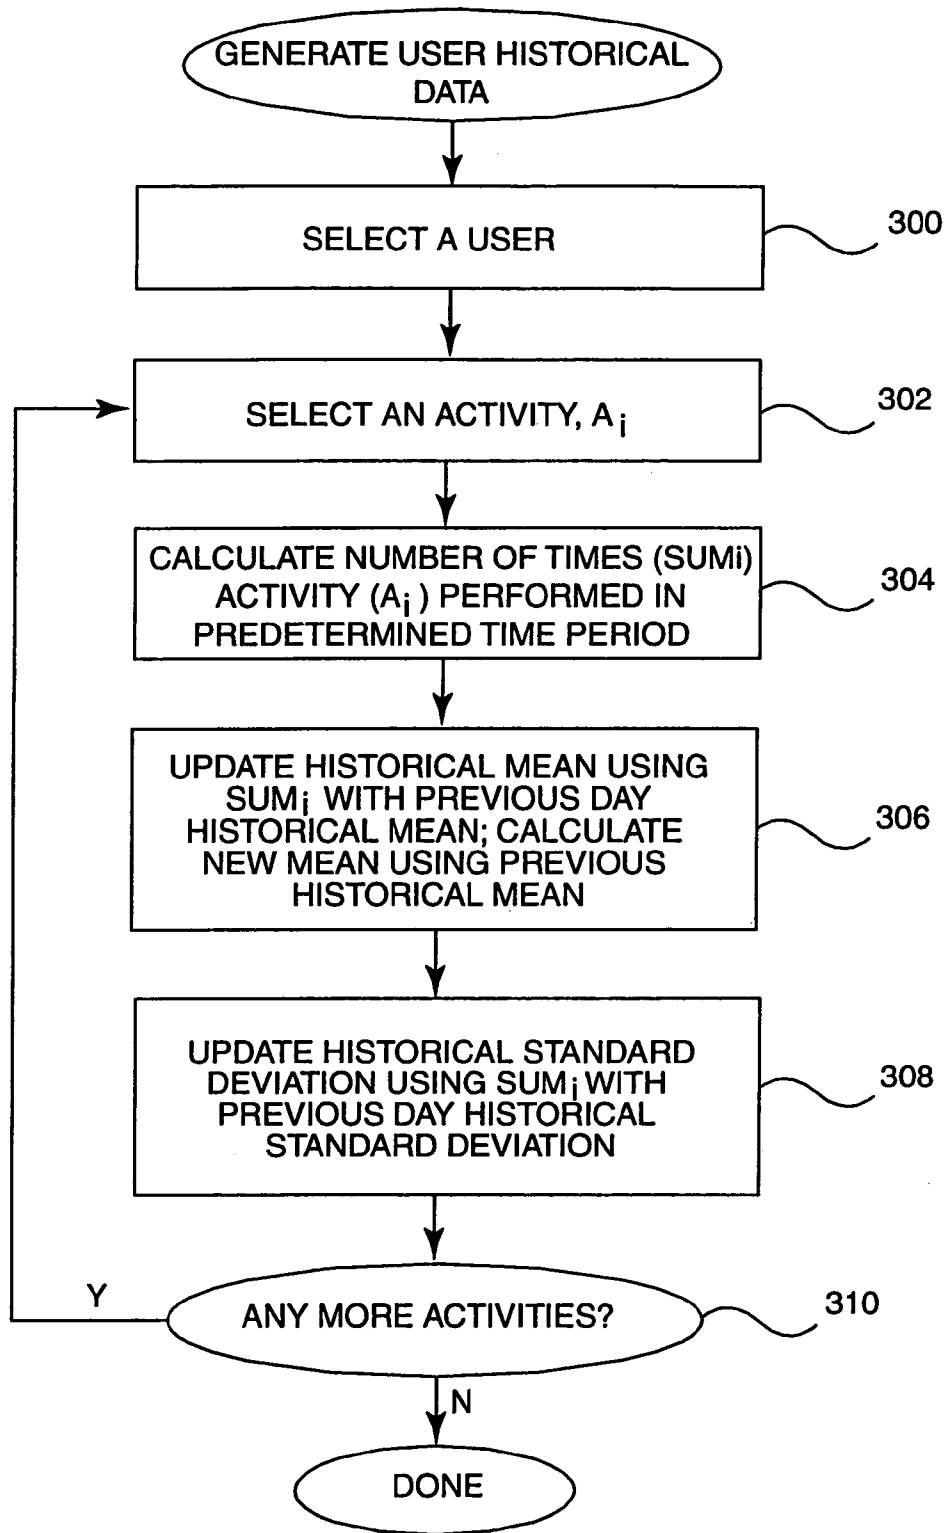 GENERATE USER HISTORICAL
DATA
SELECT A USER
300
SELECT AN ACTIVITY, Ai
302
CALCULATE NUMBER OF TIMES (SUMi)
ACTIVITY (Ai) PERFORMED IN
PREDETERMINED TIME PERIOD
304
UPDATE HISTORICAL MEAN USING
SUMi WITH PREVIOUS DAY
HISTORICAL MEAN; CALCULATE
NEW MEAN USING PREVIOUS
HISTORICAL MEAN
306
UPDATE HISTORICAL STANDARD
DEVIATION USING SUMi WITH
PREVIOUS DAY HISTORICAL
STANDARD DEVIATION
308
Y
ANY MORE ACTIVITIES?
310
N
DONE